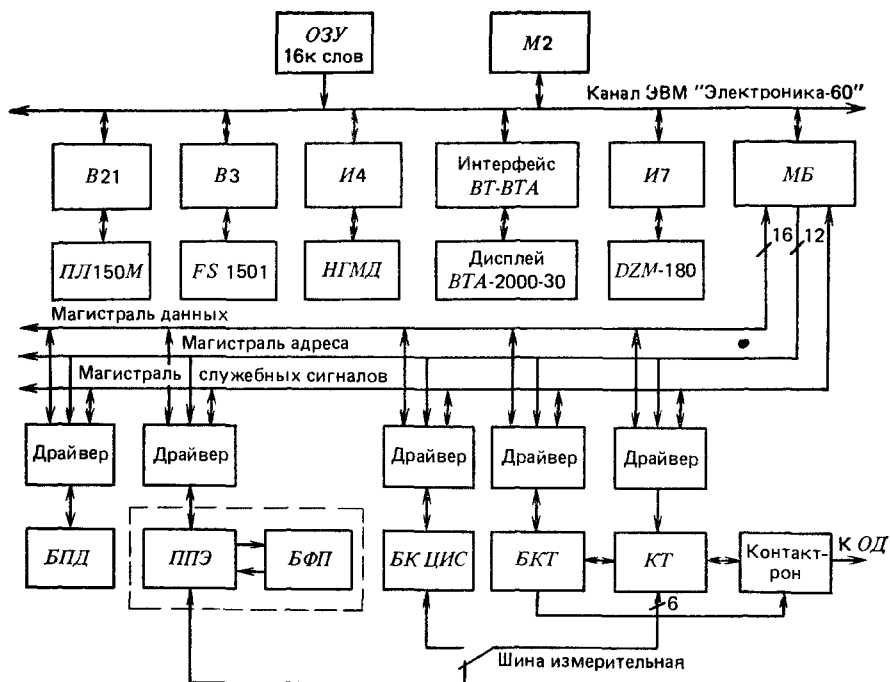 ОЗУ
16к слов
М2
Канал ЭВМ "Электроника-60"
В21
В3
И4
Интерфейс
ВТ-ВТА
И7
МБ
16
12
ПЛ150М
FS 1501
НГМД
Дисплей
ВТА-2000-30
DZM-180
Магистраль данных
Магистраль адреса
Магистраль служебных сигналов
Драйвер
Драйвер
Драйвер
Драйвер
Драйвер
БПД
ППЭ
БФП
БК ЦИС
БКТ
КТ
Контакт-
рон
К ОД
6
Шина измерительная